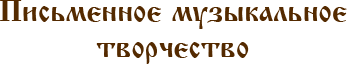 Письменное музыкальное
творчество